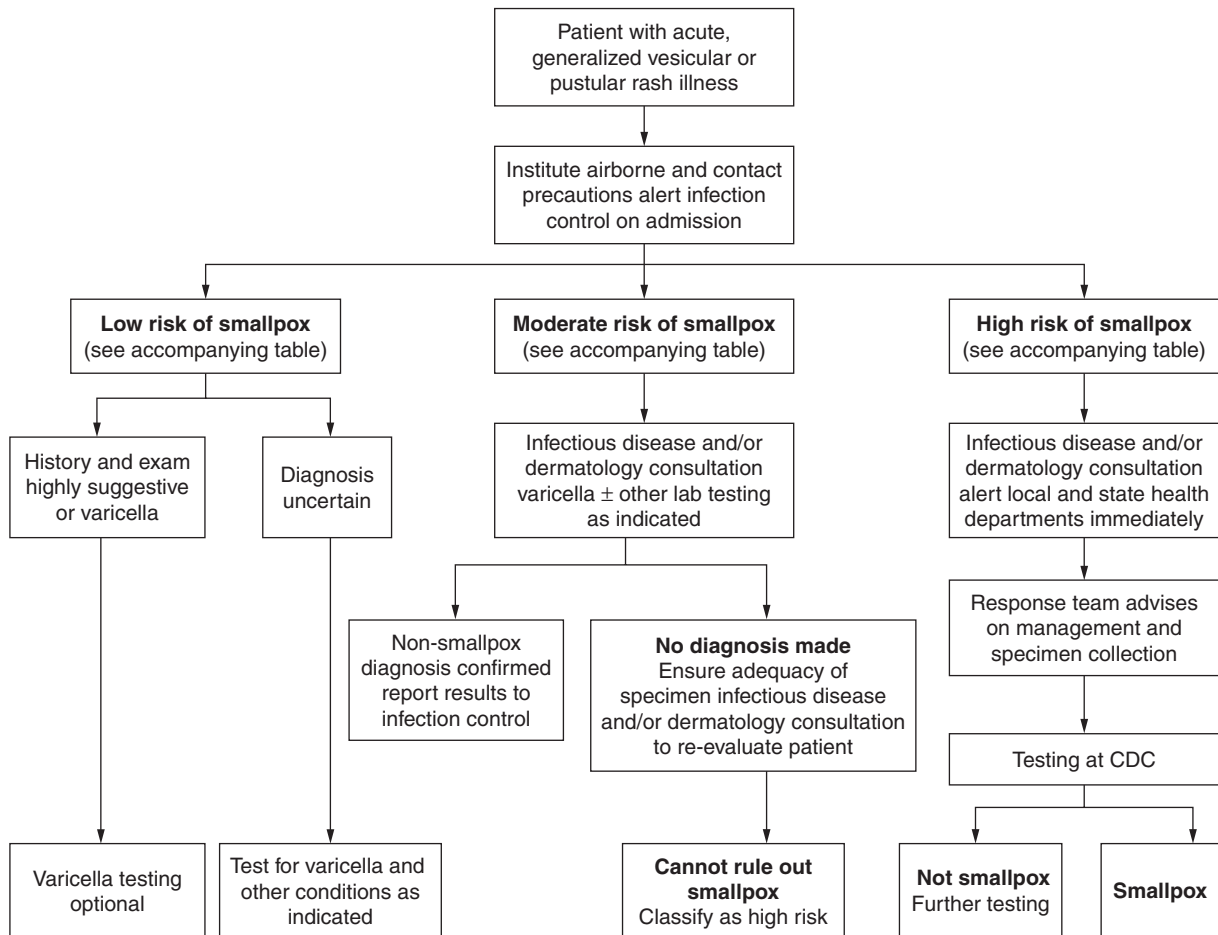 Patient with acute,
generalized vesicular or
pustular rash illness
Institute airborne and contact
precautions alert infection
control on admission
Low risk of smallpox
(see accompanying table)
Moderate risk of smallpox
(see accompanying table)
High risk of smallpox
(see accompanying table)
History and exam
highly suggestive
or varicella
Diagnosis
uncertain
Infectious disease and/or
dermatology consultation
varicella ± other lab testing
as indicated
Infectious disease and/or
dermatology consultation
alert local and state health
departments immediately
Non-smallpox
diagnosis confirmed
report results to
infection control
No diagnosis made
Ensure adequacy of
specimen infectious disease
and/or dermatology consultation
to re-evaluate patient
Response team advises
on management and
specimen collection
Testing at CDC
Varicella testing
optional
Test for varicella and
other conditions as
indicated
Cannot rule out
smallpox
Classify as high risk
Not smallpox
Further testing
Smallpox